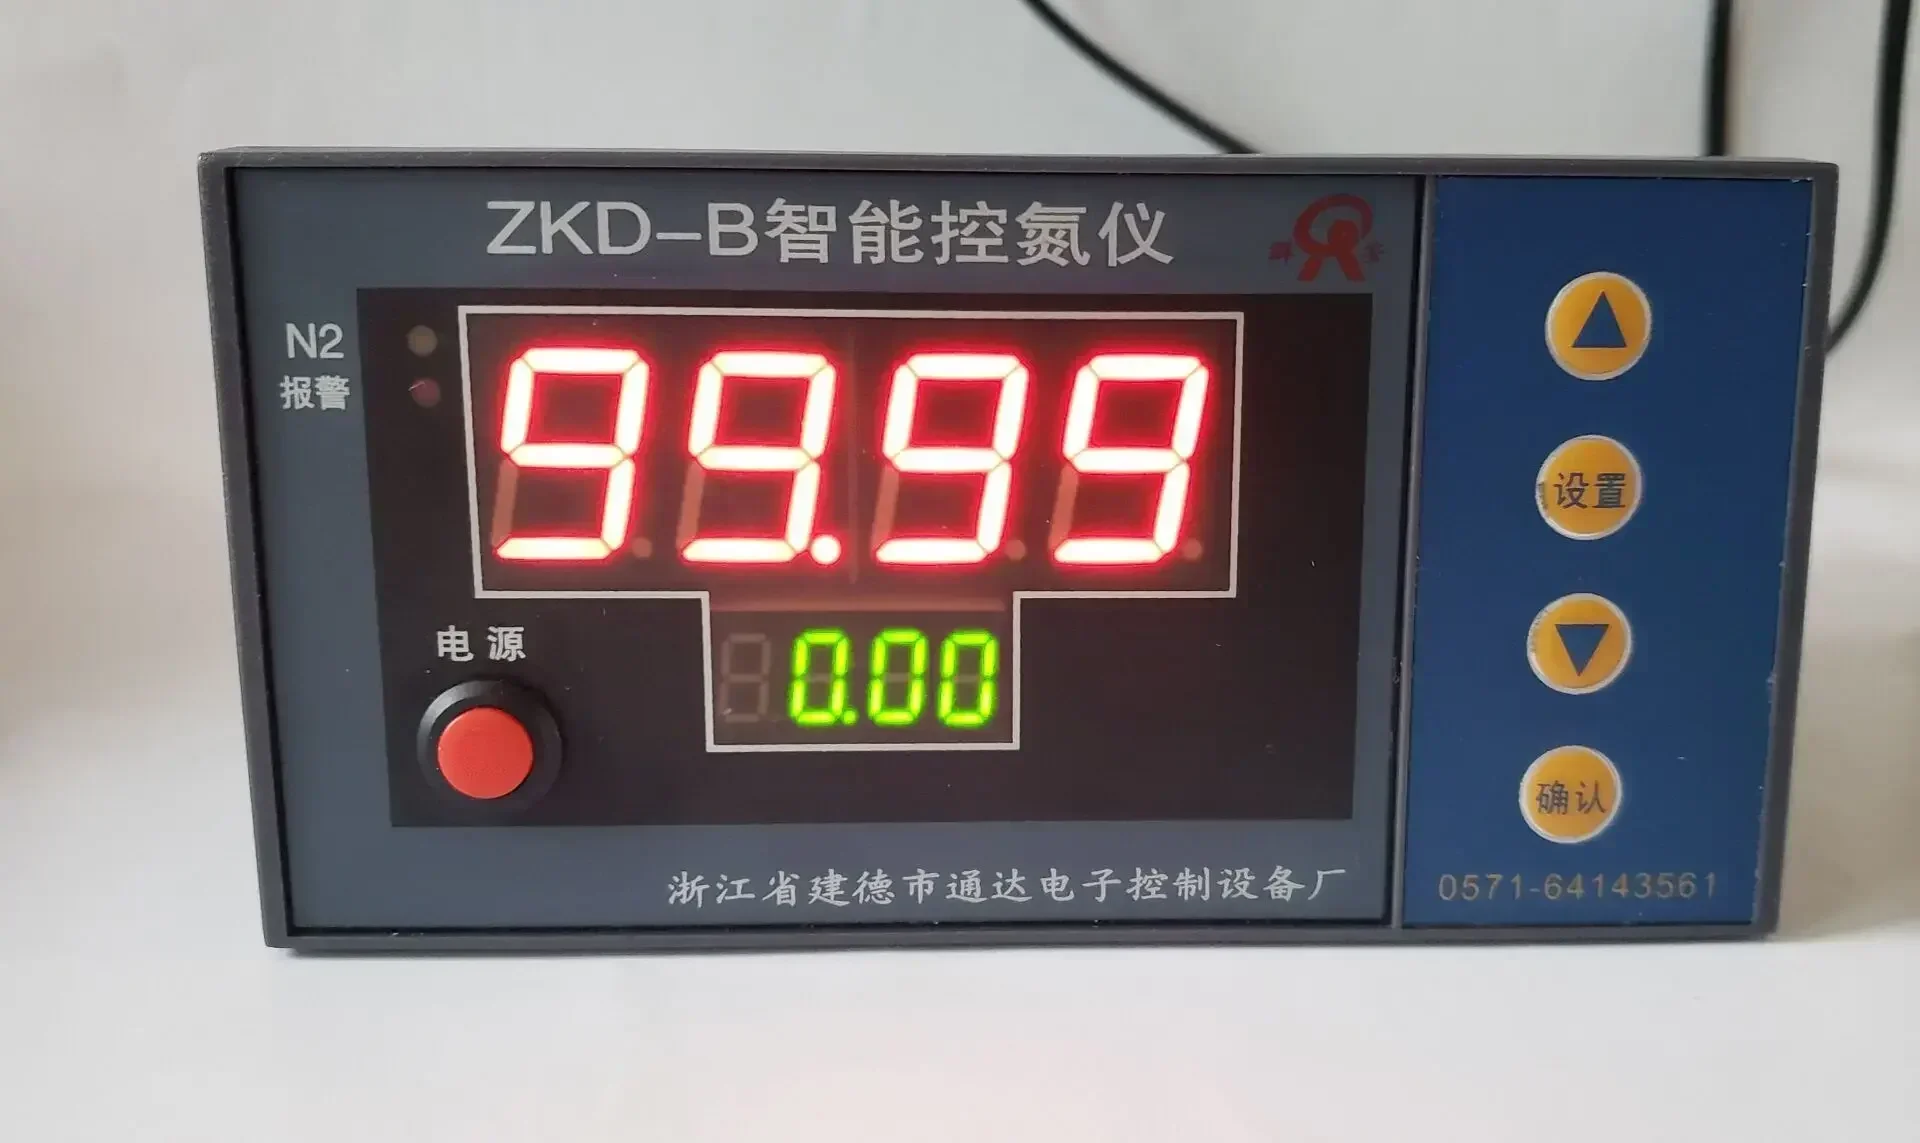 ZKD-B智能控氮仪
N2
报警
99.99
0.00
电源
设置
确认
浙江省建德市通达电子控制设备厂
0571-64143561